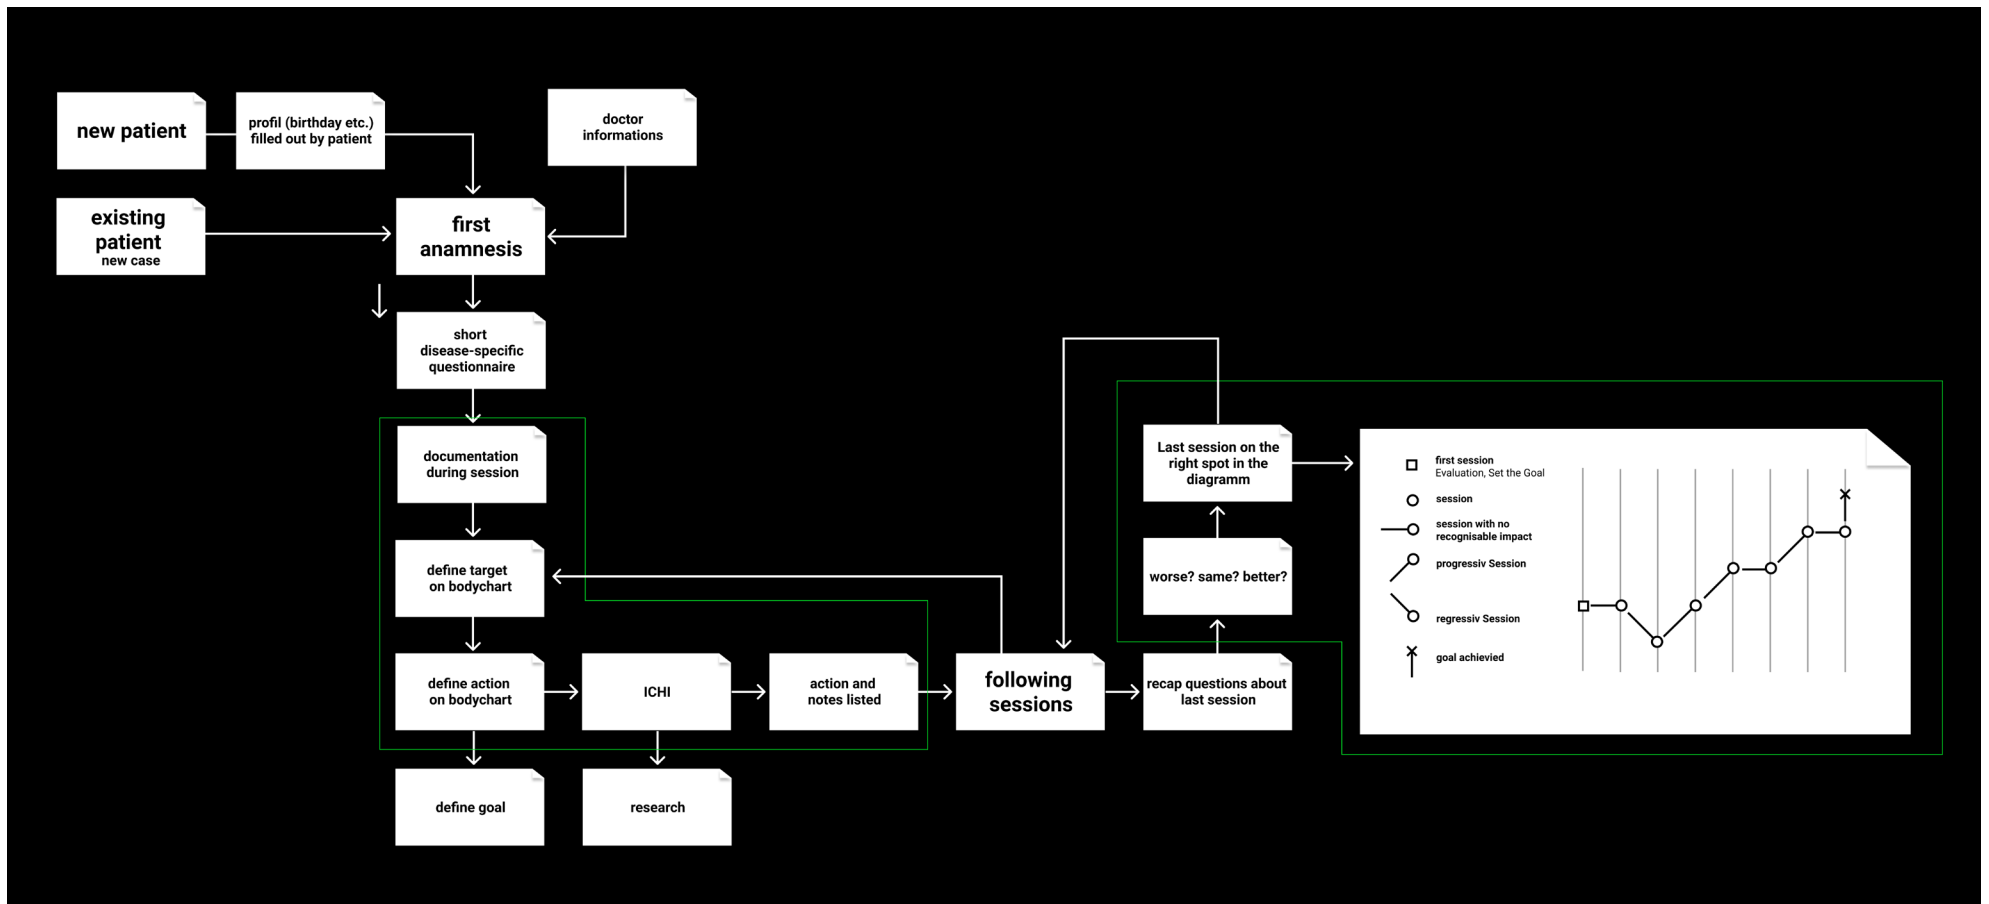 new patient
profil (birthday etc.)
filled out by patient
doctor
informations
existing
patient
new case
first
anamnesis
short
disease-specific
questionnaire
documentation
during session
define target
on bodychart
define action
on bodychart
ICHI
action and
notes listed
define goal
research
following
sessions
recap questions about
last session
worse? same? better?
Last session on the
right spot in the
diagramm
first session
Evaluation, Set the Goal
session
session with no
recognisable impact
progressiv Session
regressiv Session
goal achievied